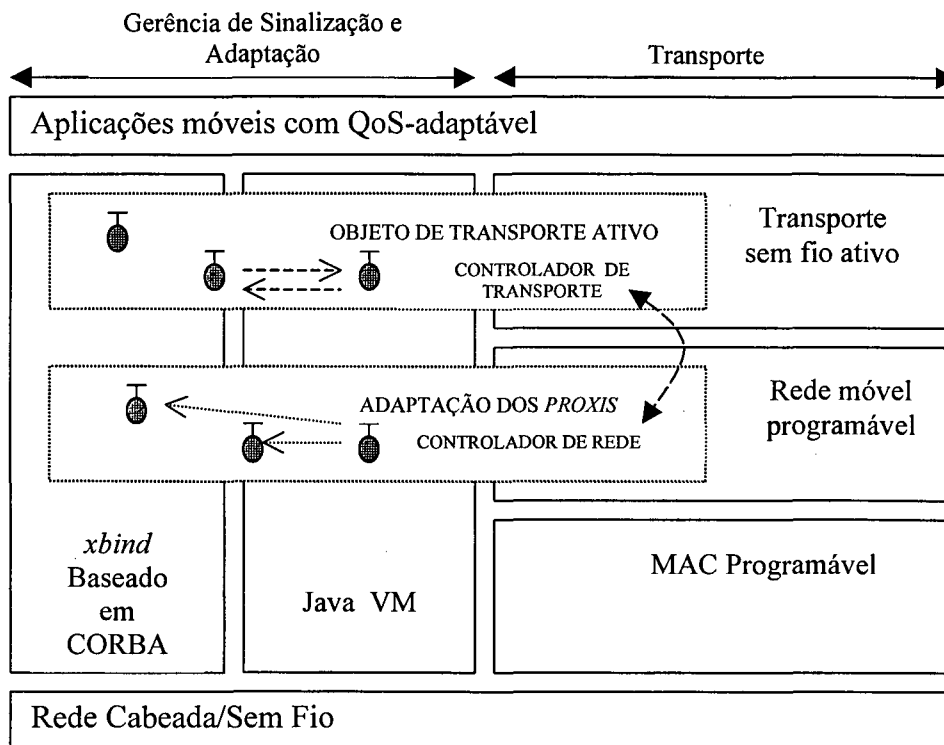 Gerência de Sinalização e
Adaptação
Transporte
Aplicações móveis com QoS-adaptável
OBJETO DE TRANSPORTE ATIVO
CONTROLADOR DE
TRANSPORTE
Transporte
sem fio ativo
ADAPTAÇÃO DOS PROXIS
CONTROLADOR DE REDE
Rede móvel
programável
xbind
Baseado
em
CORBA
Java VM
MAC Programável
Rede Cabeada/Sem Fio